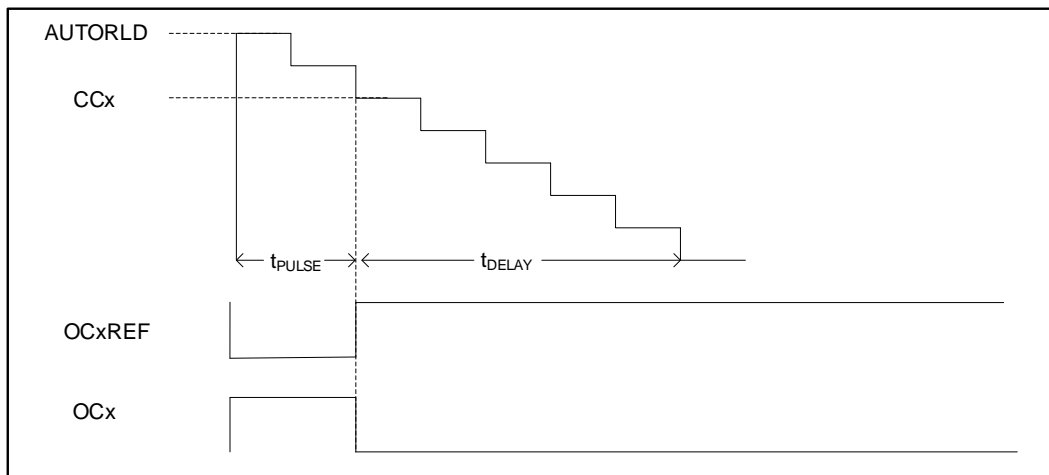 AUTORLD
CCx
tPULSE
tDELAY
OCxREF
OCx